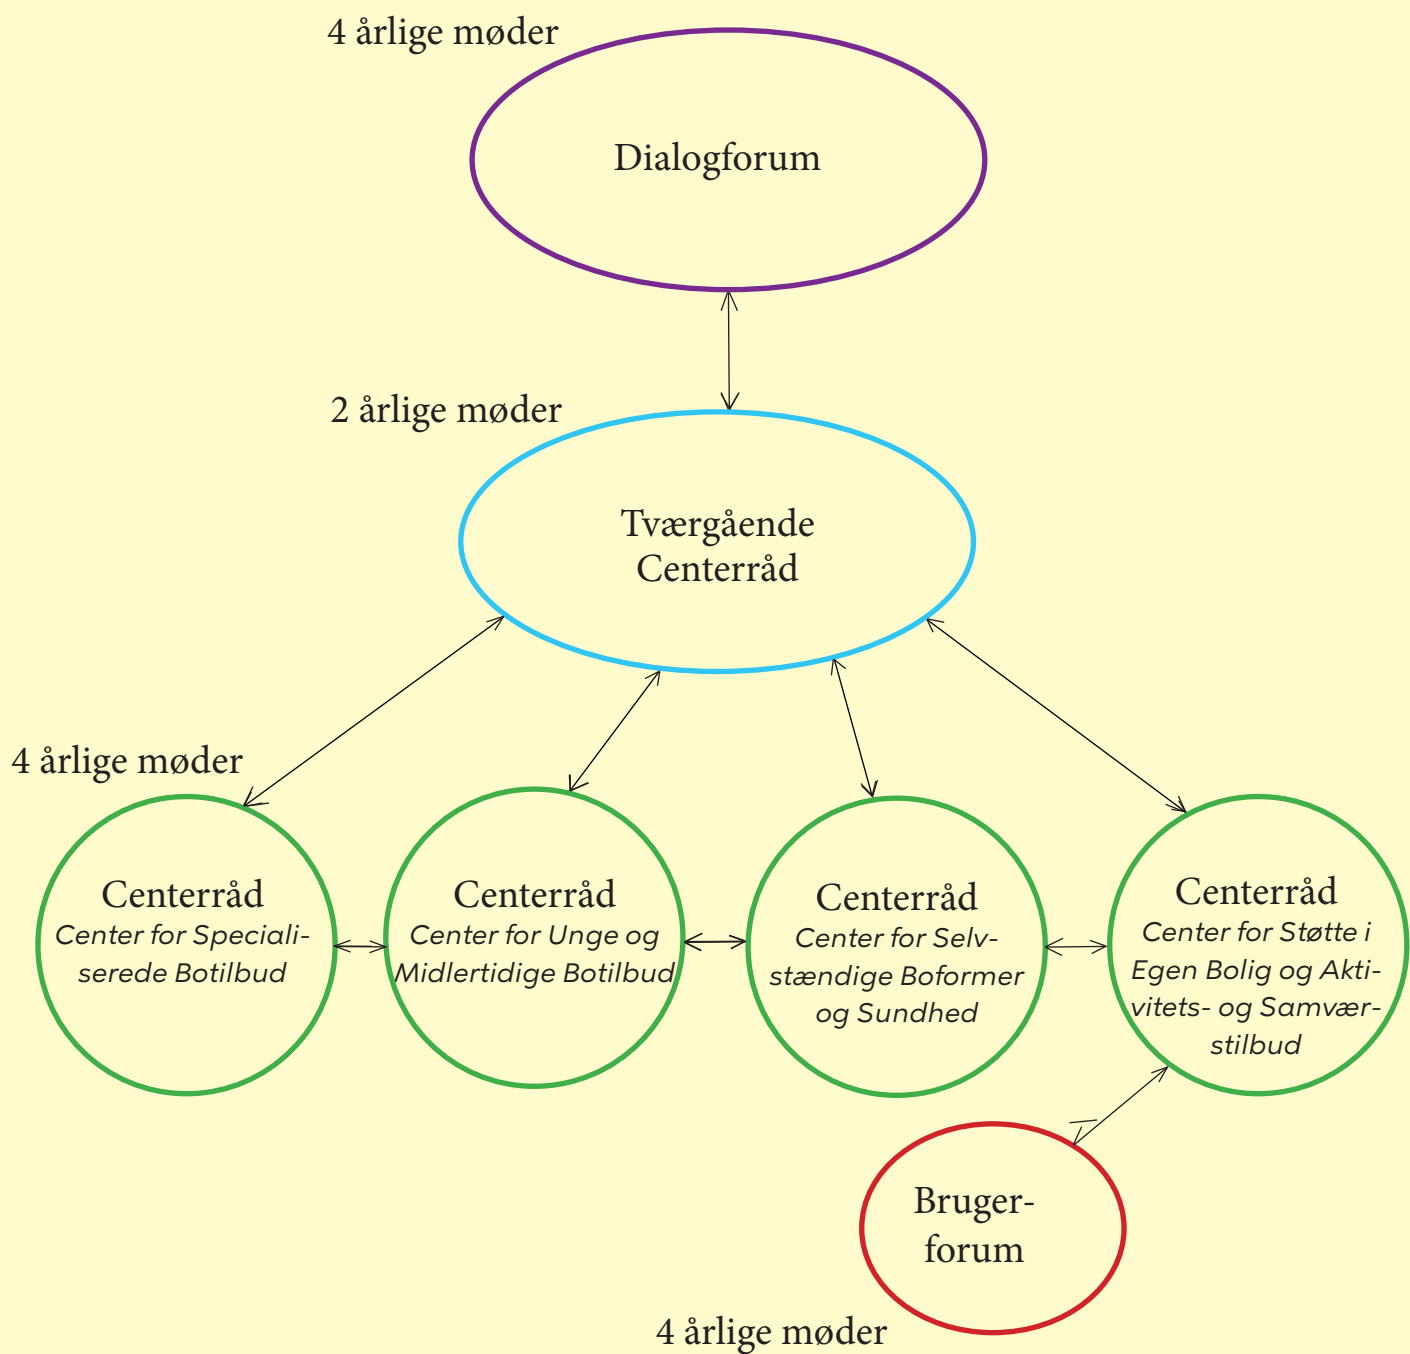 4 årlige møder
Dialogforum
2 årlige møder
Tværgående
Centerråd
4 årlige møder
Centerråd
Center for Speciali-
serede Botilbud
Centerråd
Center for Unge og
Midlertidige Botilbud
Centerråd
Center for Selv-
stændige Boformer
og Sundhed
Centerråd
Center for Støtte i
Egen Bolig og Akti-
vitets- og Samvær-
stilbud
Bruger-
forum
4 årlige møder